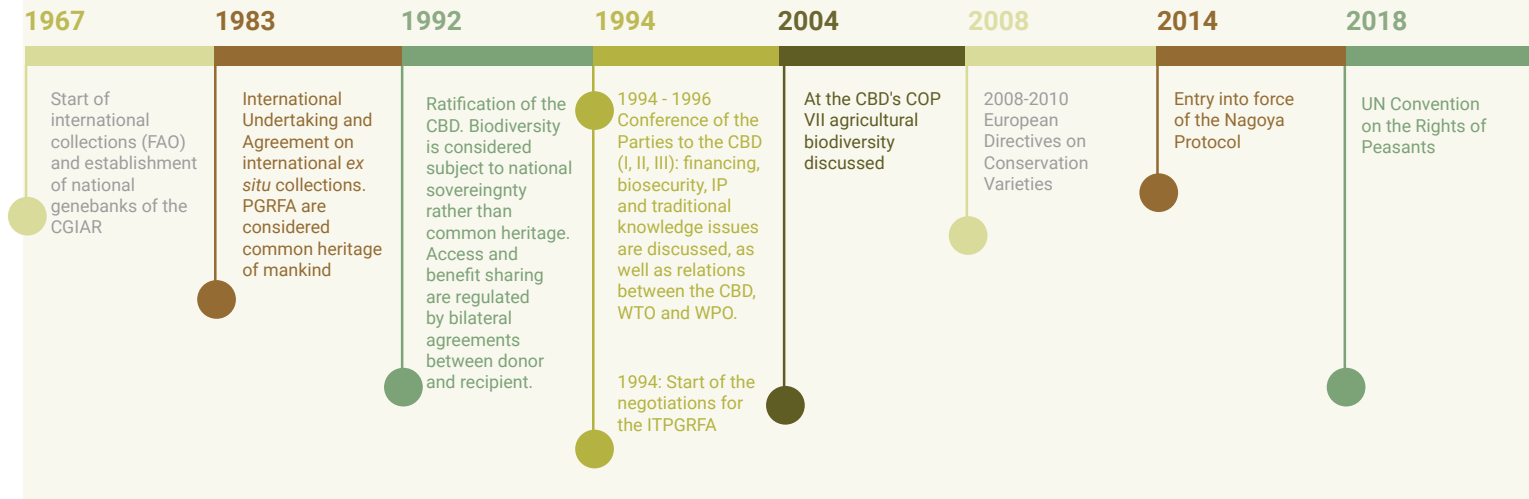 1967
Start of
international
collections (FAO)
and establishment
of national
genebanks of the
CGIAR
1983
International
Undertaking and
Agreement on
international ex
situ collections.
PGRFA are
considered
common heritage
of mankind
1992
Ratification of the
CBD. Biodiversity
is considered
subject to national
sovereingnty
rather than
common heritage.
Access and
benefit sharing
are regulated
by bilateral
agreements
between donor
and recipient.
1994
1994 - 1996
Conference of the
Parties to the CBD
(I, II, III): financing,
biosecurity, IP
and traditional
knowledge issues
are discussed, as
well as relations
between the CBD,
WTO and WPO.
1994: Start of the
negotiations for
the ITPGRFA
2004
At the CBD's COP
VII agricultural
biodiversity
discussed
2008
2008-2010
European
Directives on
Conservation
Varieties
2014
Entry into force
of the Nagoya
Protocol
2018
UN Convention
on the Rights of
Peasants